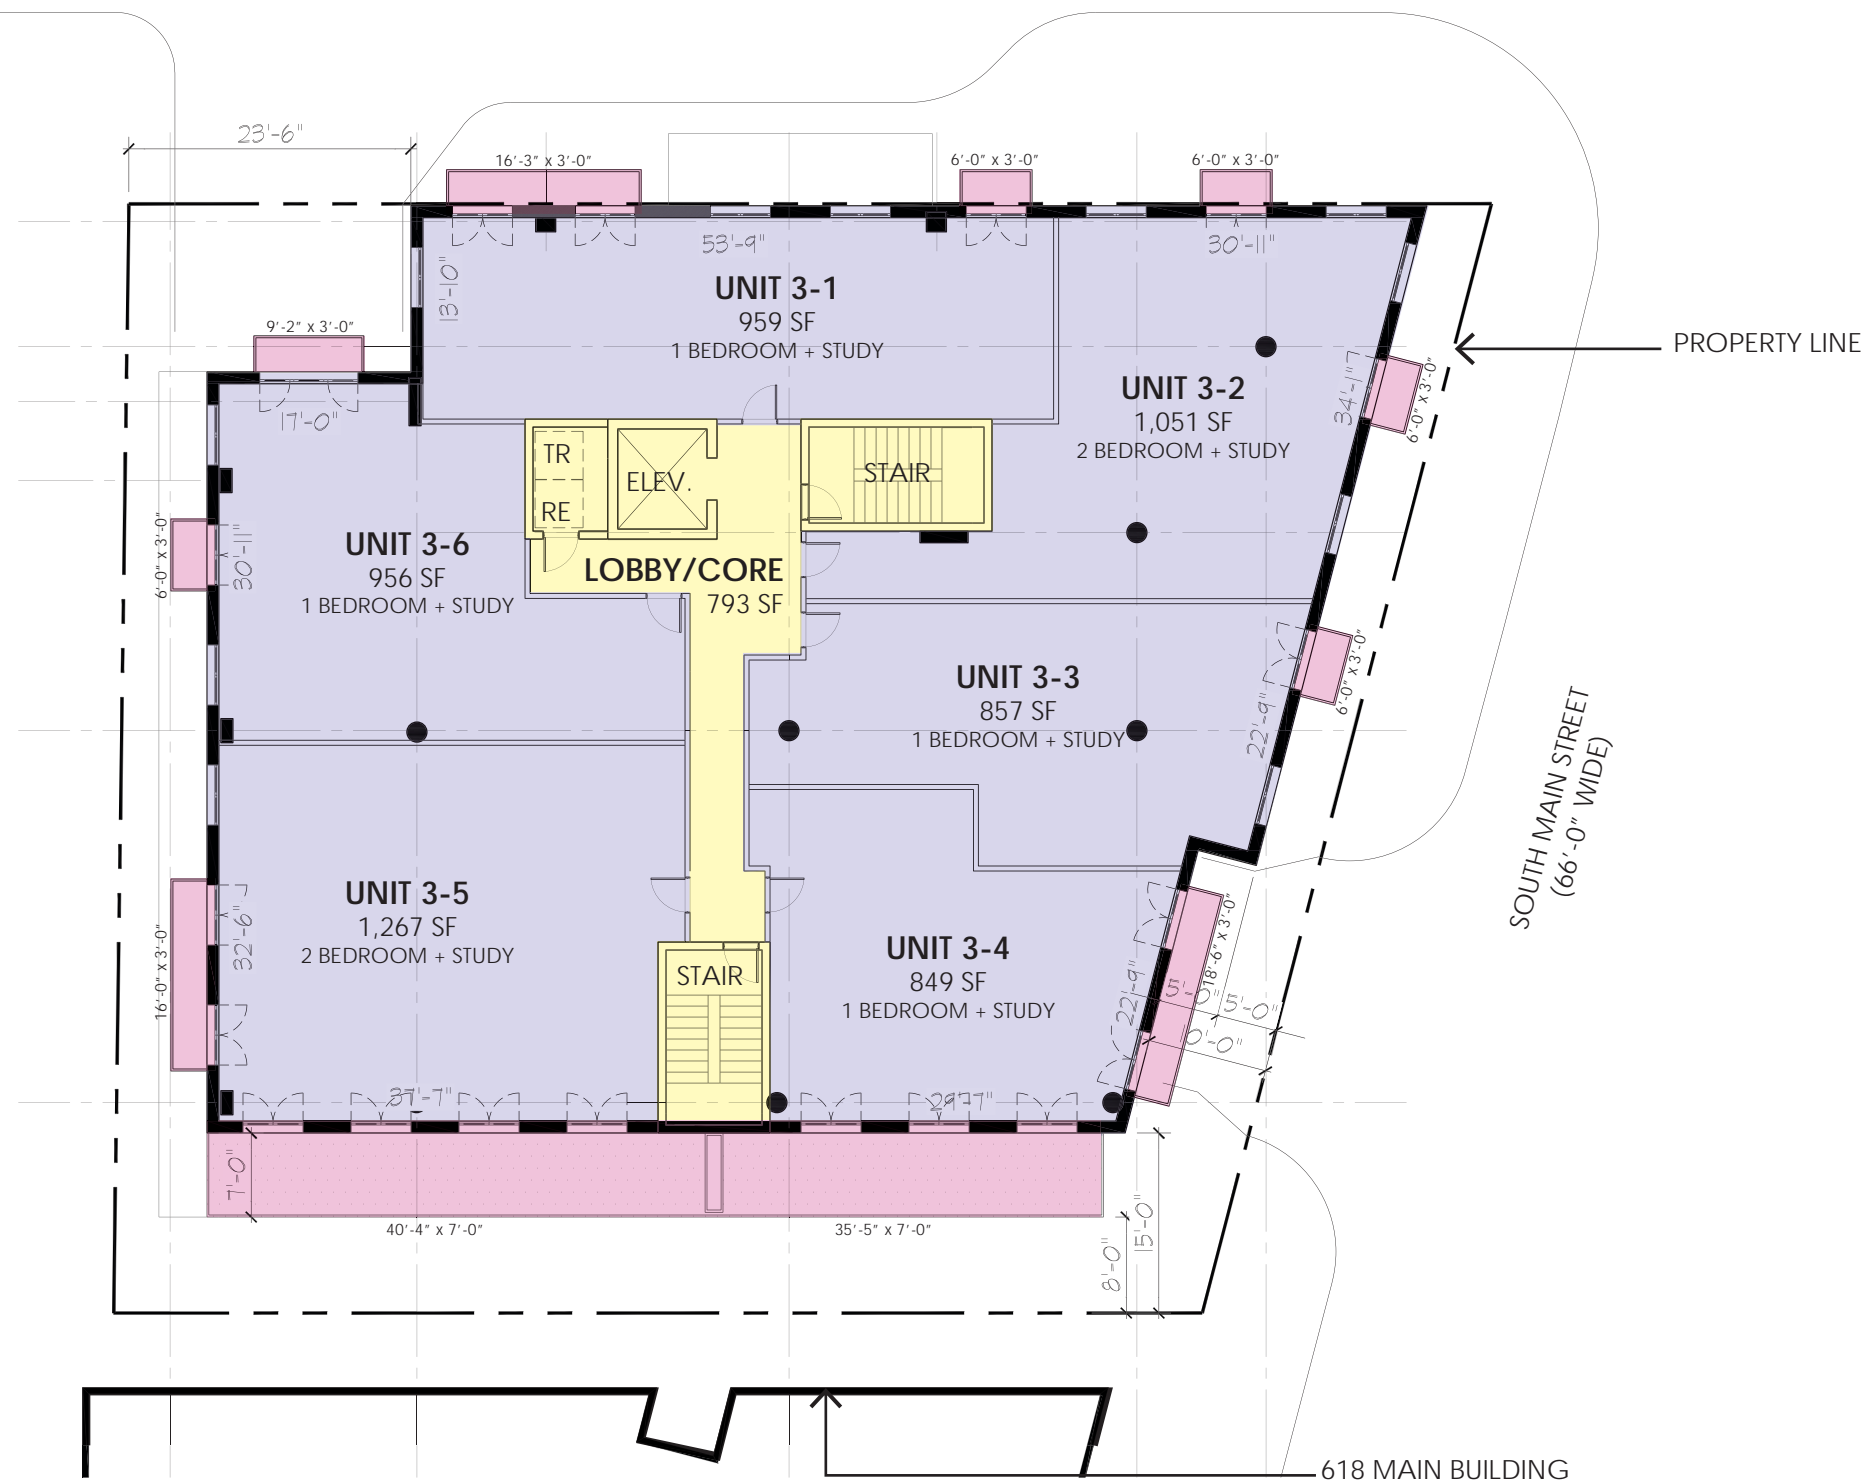 23'-6"
16'-3" x 3'-0"
6'-0" x 3'-0"
6'-0" x 3'-0"
53'-9"
30'-11"
13'-10"
UNIT 3-1
959 SF
1 BEDROOM + STUDY
9'-2" x 3'-0"
17'-0"
PROPERTY LINE
UNIT 3-2
1,051 SF
2 BEDROOM + STUDY
34'-1"
6'-0" x 3'-0"
TR
RE
ELEV.
STAIR
UNIT 3-6
956 SF
1 BEDROOM + STUDY
6'-0" x 3'-0"
30'-11"
LOBBY/CORE
793 SF
UNIT 3-3
857 SF
1 BEDROOM + STUDY
22'-9"
6'-0" x 3'-0"
SOUTH MAIN STREET
(66'-0" WIDE)
UNIT 3-5
1,267 SF
2 BEDROOM + STUDY
16'-0" x 3'-0"
32'-6"
STAIR
UNIT 3-4
849 SF
1 BEDROOM + STUDY
22'-9"
18'-6" x 3'-0"
5'-0"
5'-0"
37'-7"
29'-7"
7'-0"
40'-4" x 7'-0"
35'-5" x 7'-0"
8'-0"
15'-0"
618 MAIN BUILDING